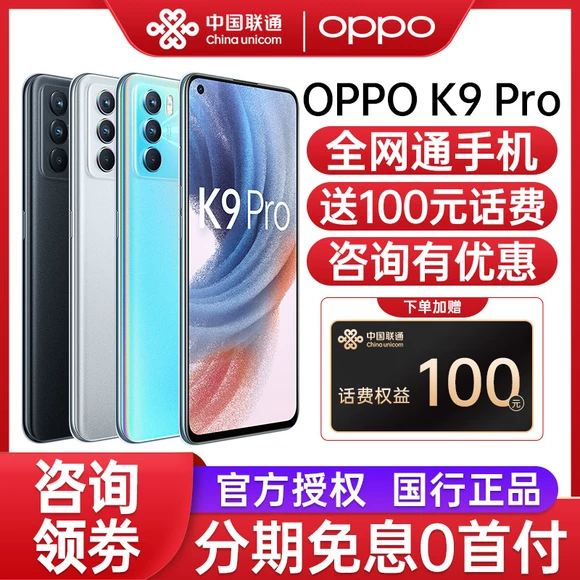 中国联通
China unicom
oppo
OPPO K9 Pro
全网通手机
送100元话费
咨询有优惠
K9 Pro
下单加赠
中国联通
China unicom
话费权益 100元
咨询
领券
官方授权 国行正品
分期免息0首付